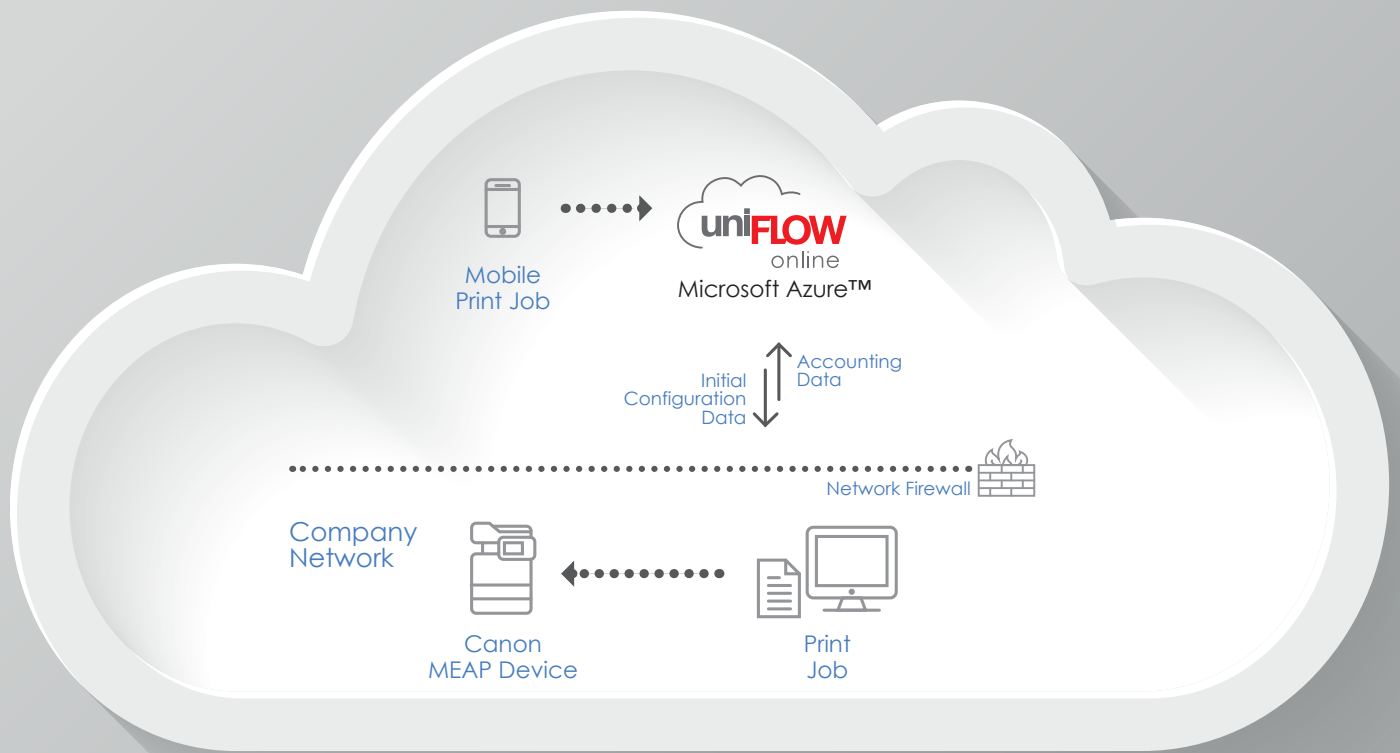 uniFLOW
online
Microsoft Azure™
Mobile
Print Job
Accounting
Data
Initial
Configuration
Data
Network Firewall
Company
Network
Canon
MEAP Device
Print
Job